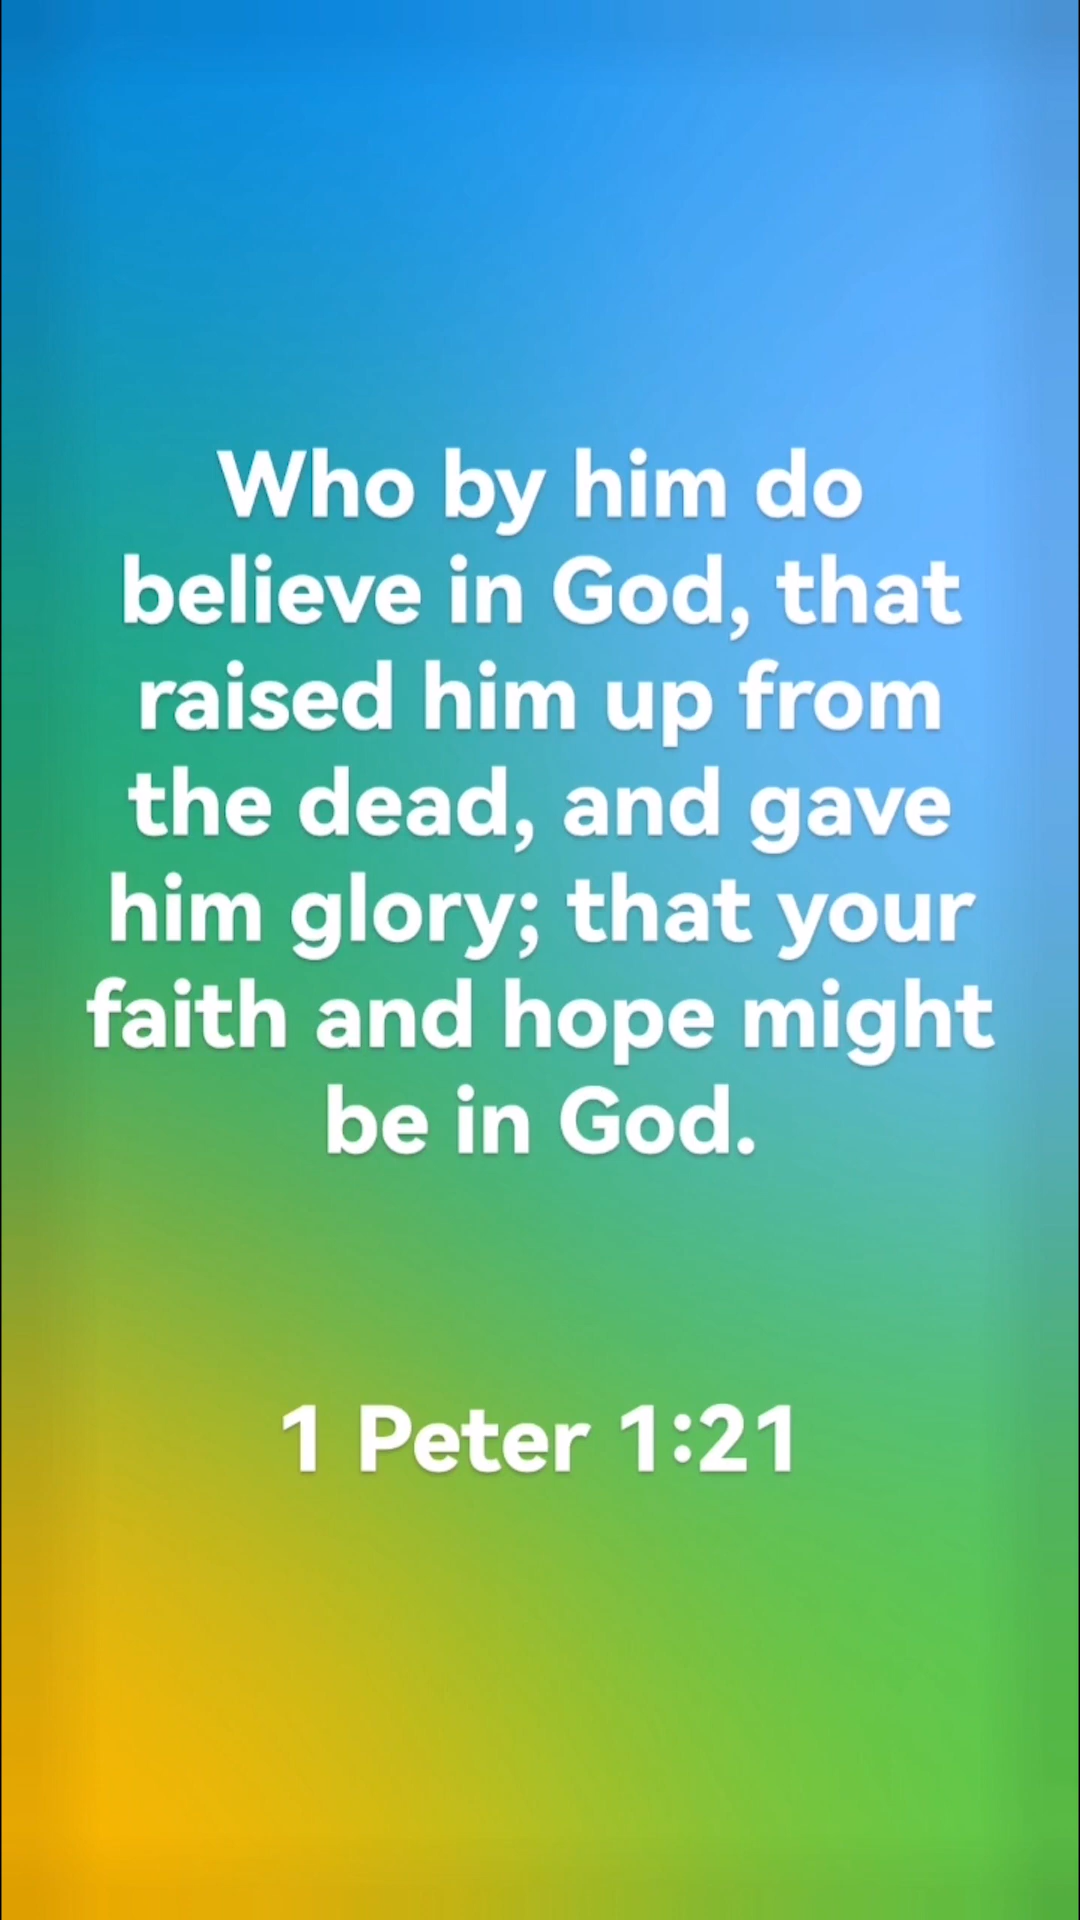 Who by him do
believe in God, that
raised him up from
the dead, and gave
him glory; that your
faith and hope might
be in God.
1 Peter 1:21